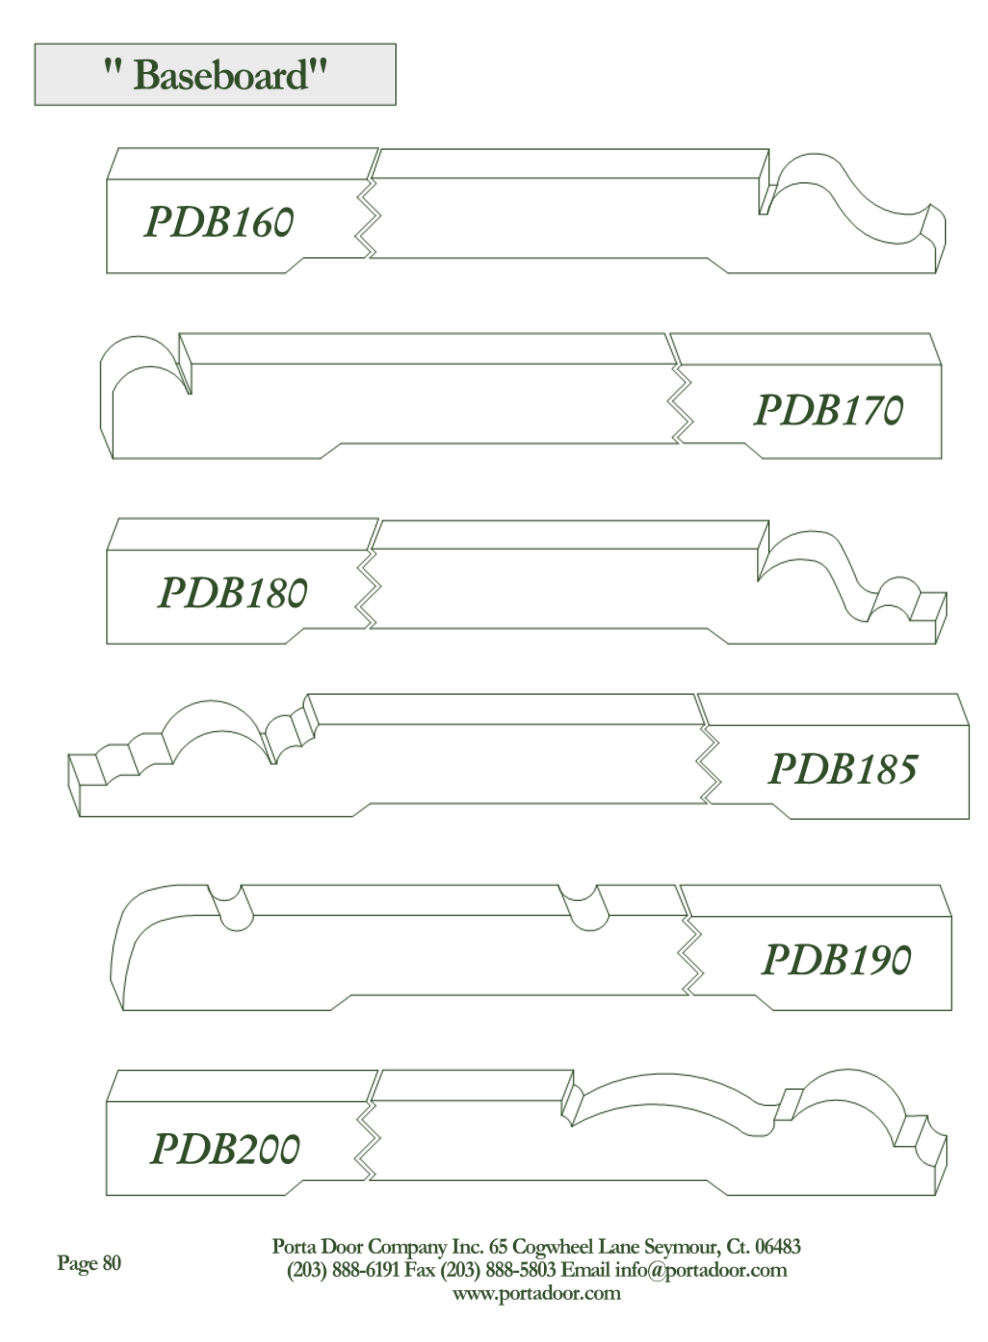 " Baseboard"
PDB160
PDB170
PDB180
PDB185
PDB190
PDB200
Page 80
Porta Door Company Inc. 65 Cogwheel Lane Seymour, Ct. 06483
(203) 888-6191 Fax (203) 888-5803 Email info@portadoor.com
www.portadoor.com